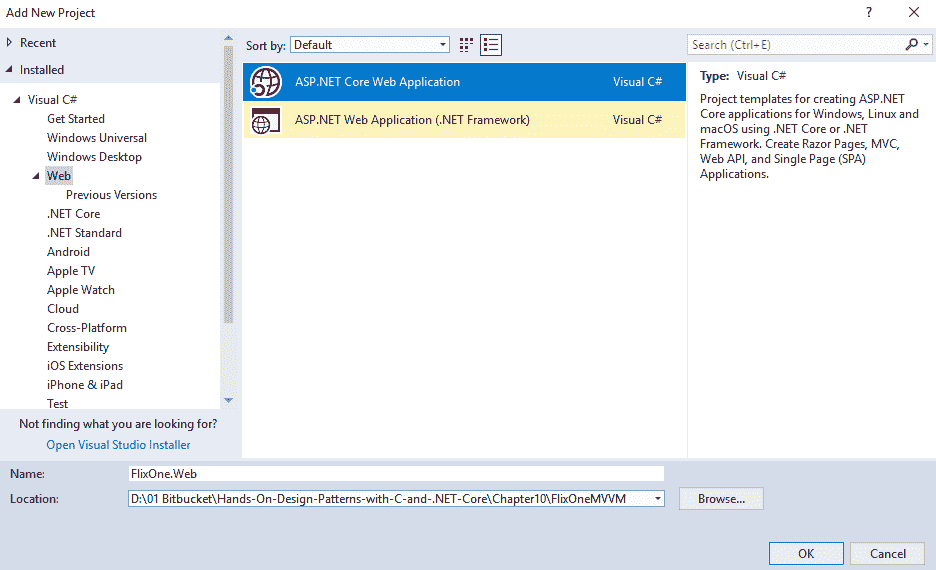 Add New Project
?
Recent
Installed
Visual C#
Get Started
Windows Universal
Windows Desktop
Web
Previous Versions
.NET Core
.NET Standard
Android
Apple TV
Apple Watch
Cloud
Cross-Platform
Extensibility
iOS Extensions
iPhone & iPad
Test
Not finding what you are looking for?
Open Visual Studio Installer
Sort by: Default
ASP.NET Core Web Application Visual C#
ASP.NET Web Application (.NET Framework) Visual C#
Search (Ctrl+E)
Type: Visual C#
Project templates for creating ASP.NET
Core applications for Windows, Linux and
macOS using .NET Core or .NET
Framework. Create Razor Pages, MVC,
Web API, and Single Page (SPA)
Applications.
Name: FlixOne.Web
Location: D:\01 Bitbucket\Hands-On-Design-Patterns-with-C-and-.NET-Core\Chapter10\FlixOneMVVM
Browse...
OK
Cancel